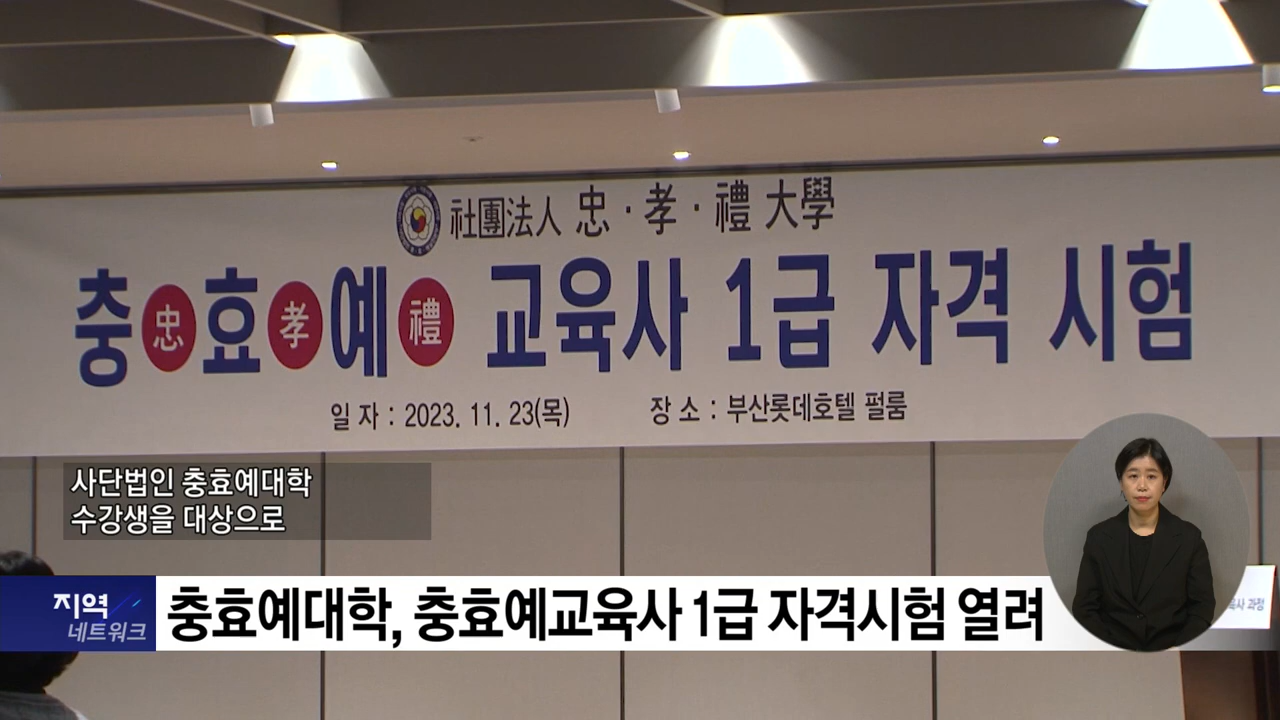 社團法人 忠·孝·禮 大學
충忠효孝예禮 교육사 1급 자격 시험
일 자 : 2023. 11. 23(목) 장 소 : 부산롯데호텔 펄룸
사단법인 충효예대학
수강생을 대상으로
지역
네트워크
충효예대학, 충효예교육사 1급 자격시험 열려
육사 과정